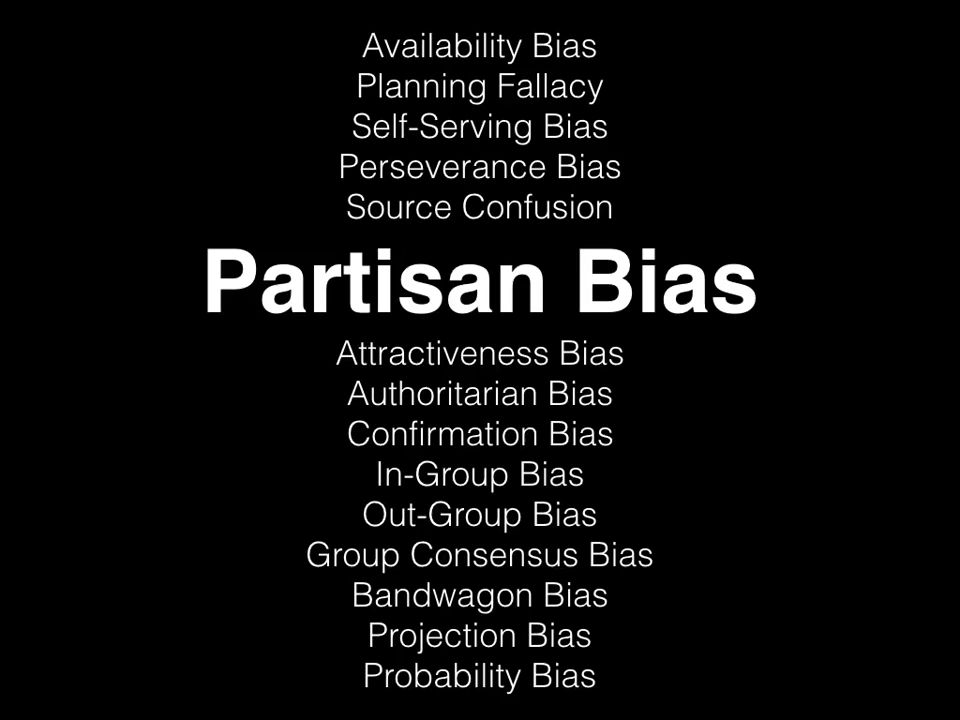 Availability Bias
Planning Fallacy
Self-Serving Bias
Perseverance Bias
Source Confusion
Partisan Bias
Attractiveness Bias
Authoritarian Bias
Confirmation Bias
In-Group Bias
Out-Group Bias
Group Consensus Bias
Bandwagon Bias
Projection Bias
Probability Bias